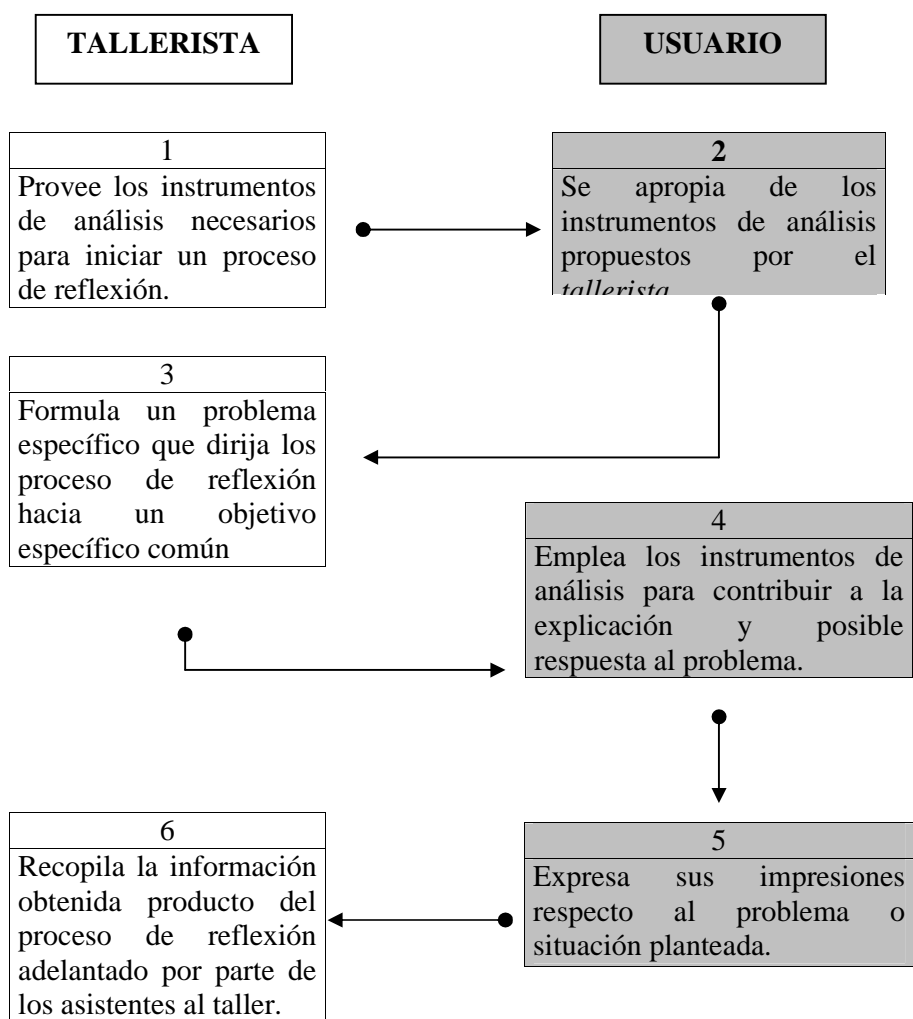 TALLERISTA
USUARIO
1
Provee los instrumentos
de análisis necesarios
para iniciar un proceso
de reflexión.
2
Se apropia de los
instrumentos de análisis
propuestos por el
tallerista
3
Formula un problema
específico que dirija los
proceso de reflexión
hacia un objetivo
específico común
4
Emplea los instrumentos de
análisis para contribuir a la
explicación y posible
respuesta al problema.
5
Expresa sus impresiones
respecto al problema o
situación planteada.
6
Recopila la información
obtenida producto del
proceso de reflexión
adelantado por parte de
los asistentes al taller.